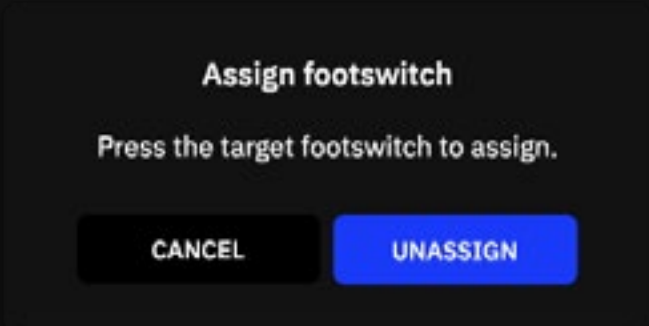 Assign footswitch
Press the target footswitch to assign.
CANCEL
UNASSIGN